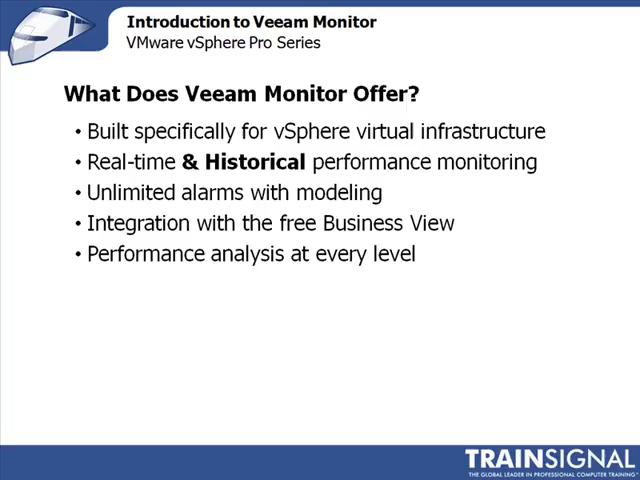 Introduction to Veeam Monitor
VMware vSphere Pro Series
What Does Veeam Monitor Offer?
• Built specifically for vSphere virtual infrastructure
• Real-time & Historical performance monitoring
• Unlimited alarms with modeling
• Integration with the free Business View
• Performance analysis at every level
TRAINSIGNAL
THE GLOBAL LEADER IN PROFESSIONAL COMPUTER TRAINING